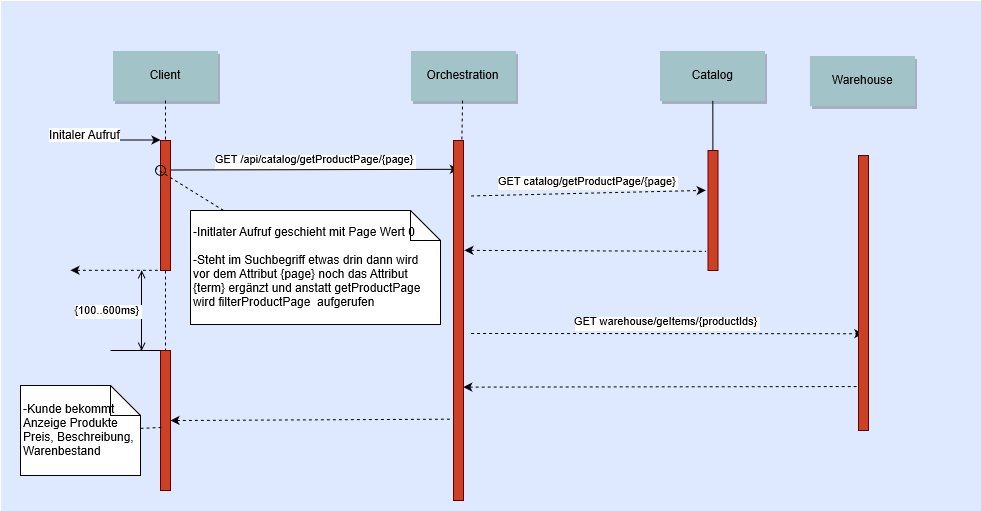 Client
Orchestration
Catalog
Warehouse
Initaler Aufruf
GET /api/catalog/getProductPage/{page}
GET catalog/getProductPage/{page}
-Initlater Aufruf geschieht mit Page Wert 0
-Steht im Suchbegriff etwas drin dann wird
vor dem Attribut {page} noch das Attribut
{term} ergänzt und anstatt getProductPage
wird filterProductPage aufgerufen
{100..600ms}
GET warehouse/geItems/{productIds}
-Kunde bekommt
Anzeige Produkte
Preis, Beschreibung,
Warenbestand